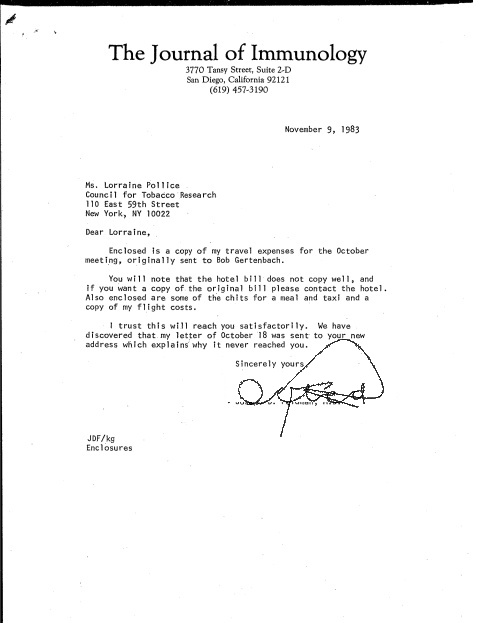 The Journal of Immunology
3770 Tansy Street, Suite 2-D
San Diego, California 92121
(619) 457-3190
November 9, 1983
Ms. Lorraine Pollice
Council for Tobacco Research
110 East 59th Street
New York, NY 10022
Dear Lorraine,
Enclosed is a copy of my travel expenses for the October
meeting, originally sent to Bob Gertenbach.
You will note that the hotel bill does not copy well, and
if you want a copy of the original bill please contact the hotel.
Also enclosed are some of the chits for a meal and taxi and a
copy of my flight costs.
I trust this will reach you satisfactorily. We have
discovered that my letter of October 18 was sent to your new
address which explains why it never reached you.
Sincerely yours,
JDF/kg
Enclosures